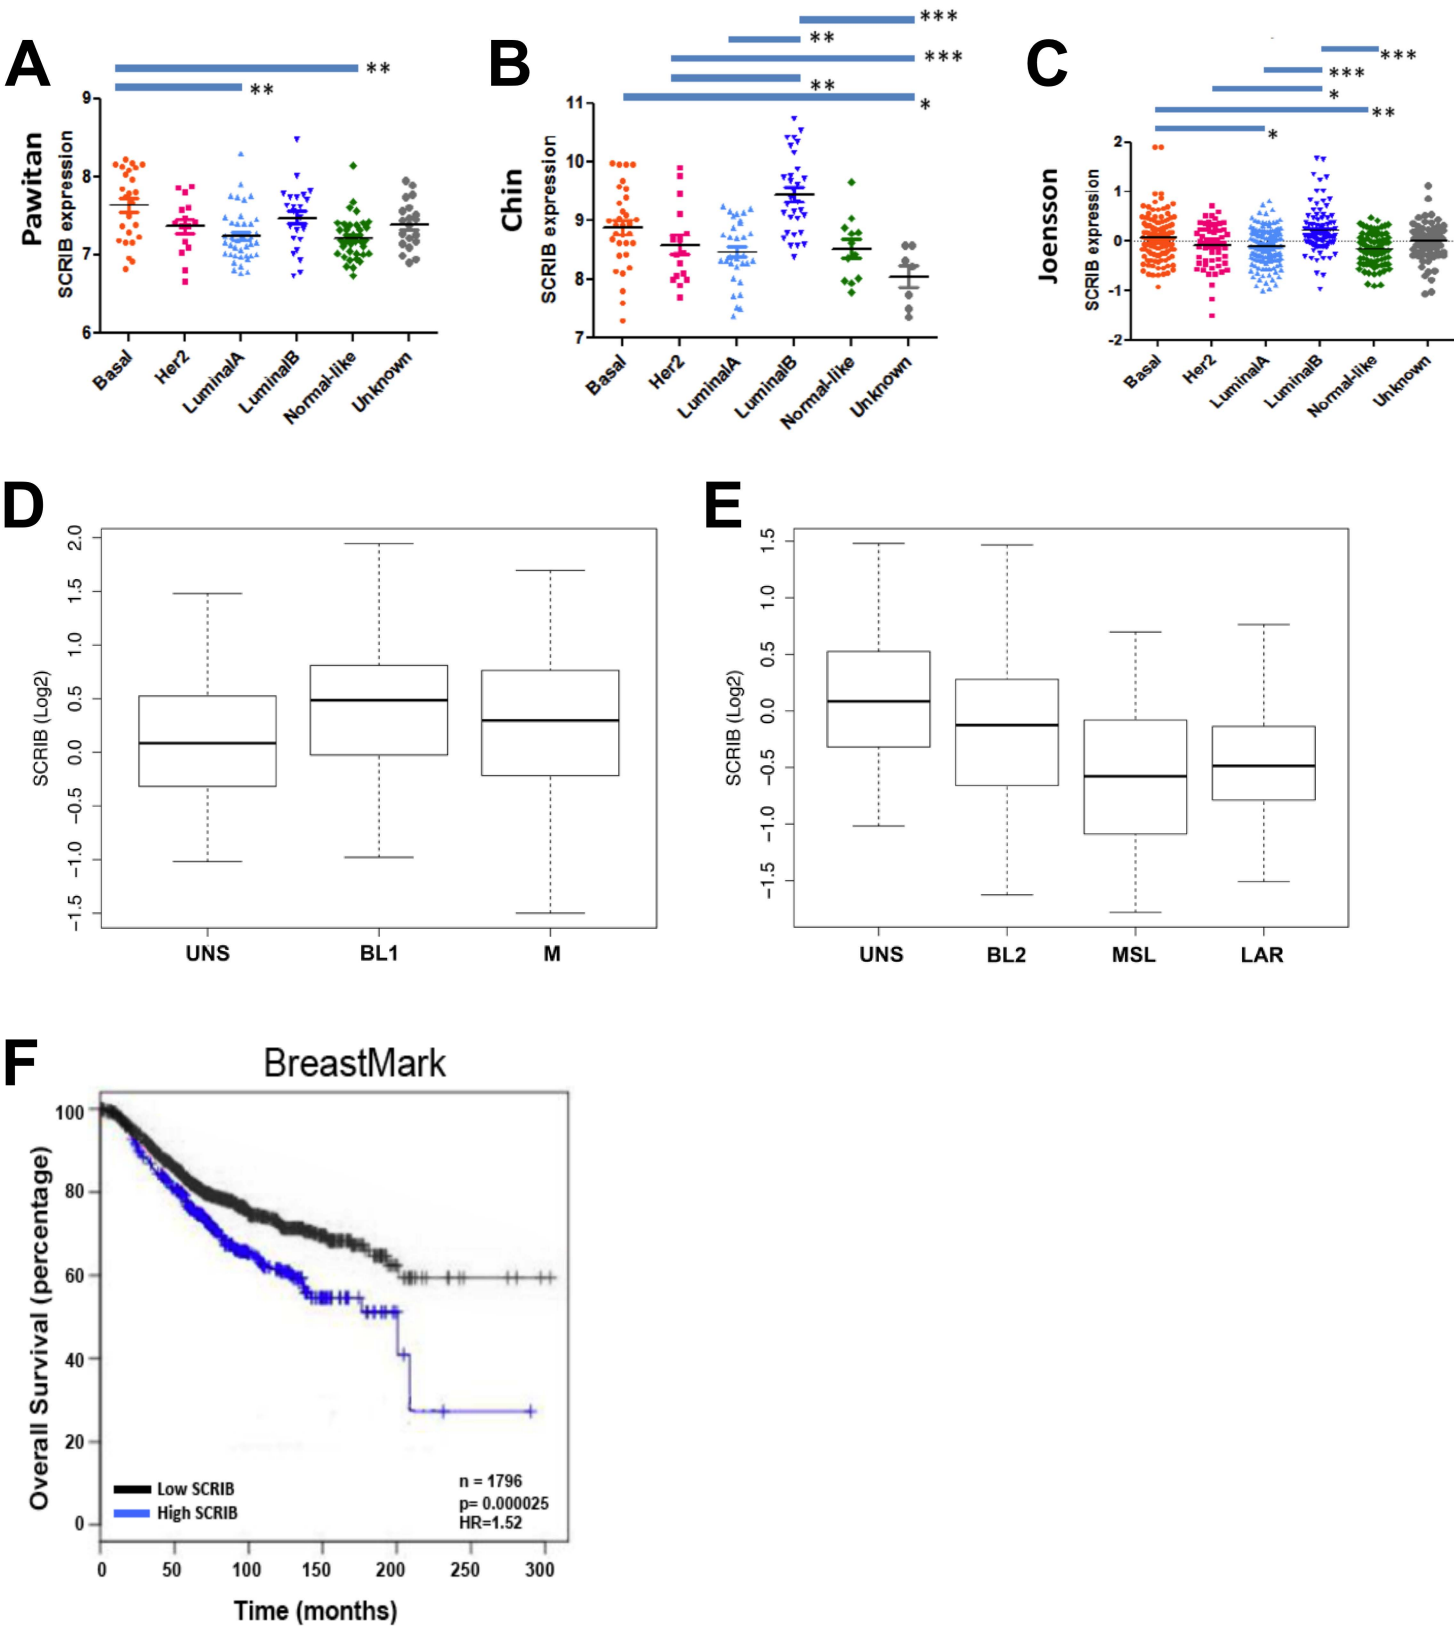 A
Pawitan
SCRIB expression
9
8
7
6
**
**
Basal
Her2
LuminalA
LuminalB
Normal-like
Unknown
B
Chin
SCRIB expression
11
10
9
8
7
***
**
***
**
*
Basal
Her2
LuminalA
LuminalB
Normal-like
Unknown
C
Joensson
SCRIB expression
2
1
0
-1
-2
***
***
*
**
*
Basal
Her2
LuminalA
LuminalB
Normal-like
Unknown
D
SCRIB (Log2)
2.0
1.5
1.0
0.5
0.0
−0.5
−1.0
−1.5
UNS BL1 M
E
SCRIB (Log2)
1.5
1.0
0.5
0.0
−0.5
−1.0
−1.5
UNS BL2 MSL LAR
F
BreastMark
Overall Survival (percentage)
100
80
60
40
20
0
Low SCRIB
High SCRIB
n = 1796
p= 0.000025
HR=1.52
0 50 100 150 200 250 300
Time (months)